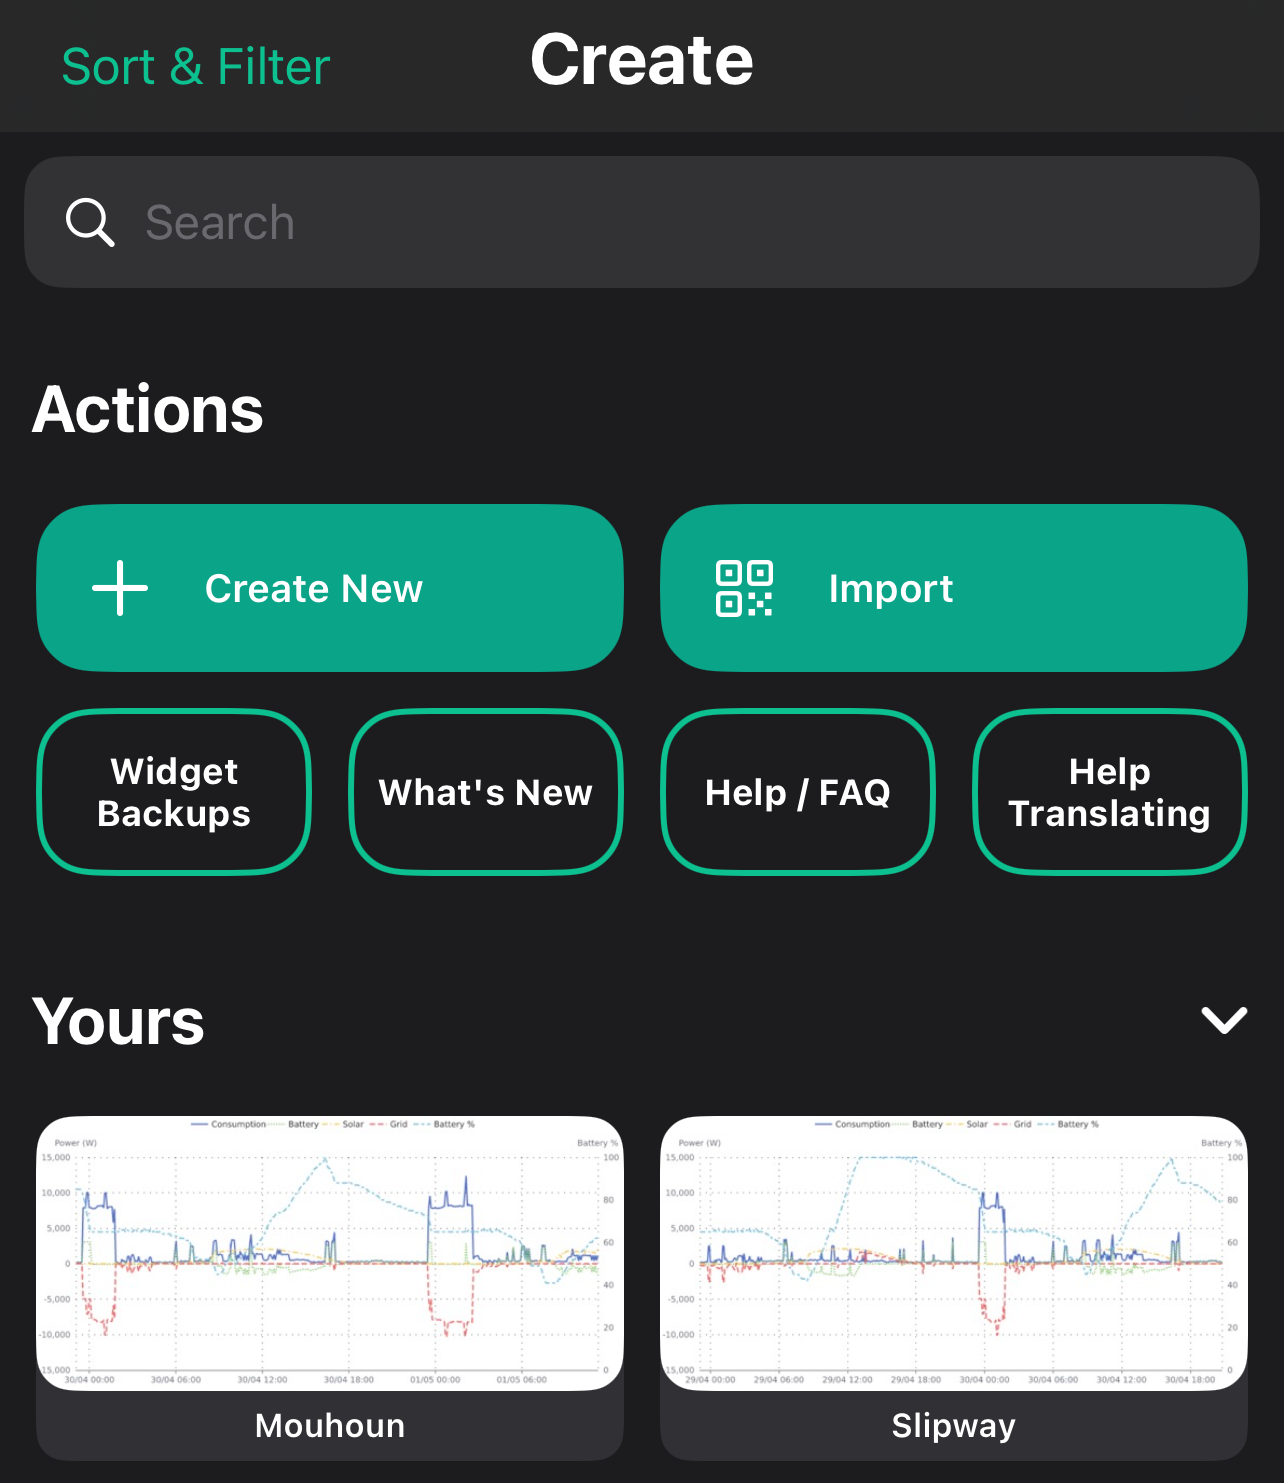 Sort & Filter
Create
Search
Actions
Create New
Import
Widget
Backups
What's New
Help / FAQ
Help
Translating
Yours
Consumption Battery Solar Grid Battery %
Power (W) Battery %
15,000 100
10,000 80
5,000 60
0 40
-5,000 20
-10,000 0
15,000
30/04 00:00 30/04 06:00 30/04 12:00 30/04 18:00 01/05 00:00 01/05 06:00
Mouhoun
Consumption Battery Solar Grid Battery %
Power (W) Battery %
15,000 100
10,000 80
5,000 60
0 40
-5,000 20
-10,000 0
15,000
29/04 00:00 29/04 06:00 29/04 12:00 29/04 18:00 30/04 00:00 30/04 06:00 30/04 12:00 30/04 18:00
Slipway